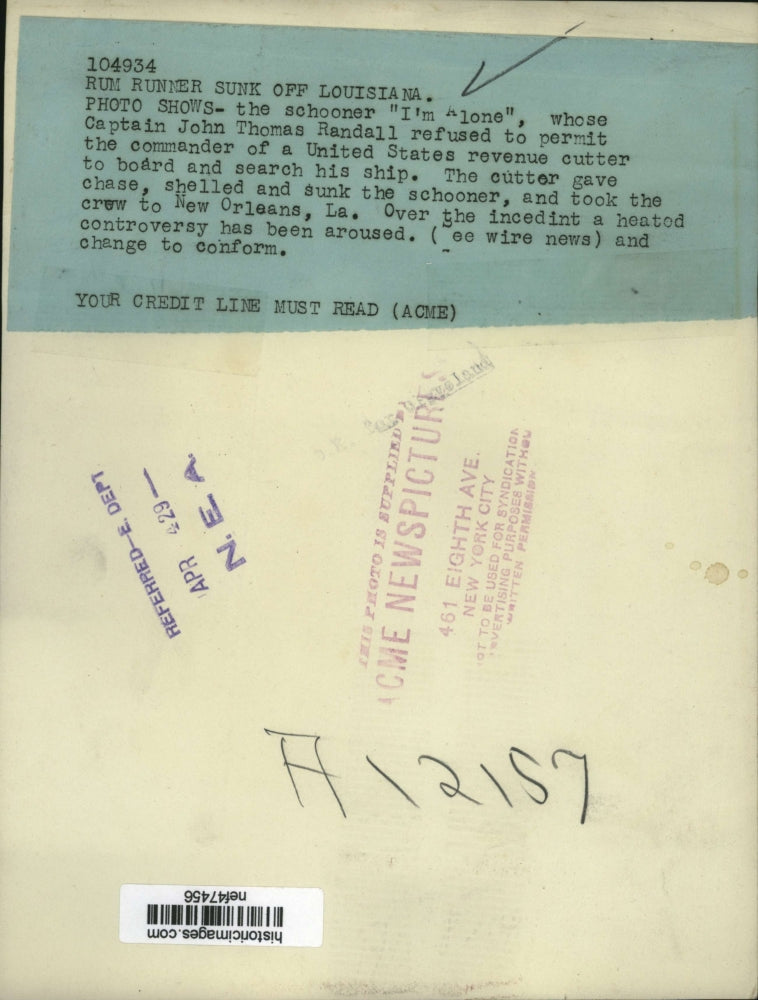 104934
RUM RUNNER SUNK OFF LOUISIANA.
PHOTO SHOWS- the schooner "I'm Alone", whose
Captain John Thomas Randall refused to permit
the commander of a United States revenue cutter
to board and search his ship. The cutter gave
chase, shelled and sunk the schooner, and took the
crew to New Orleans, La. Over the incedint a heated
controversy has been aroused. ( ee wire news) and
change to conform.
YOUR CREDIT LINE MUST READ (ACME)
REFERRED-E. DEPT
APR 4 29
N. E. A.
THIS PHOTO IS SUPPLIED
ACME NEWSPICTURES
461 EIGHTH AVE.
NEW YORK CITY
OT TO BE USED FOR SYNDICATION
VERTISING PURPOSES WITHOU
WRITTEN PERMISSION
A 12157
historicimages.com
nef47456